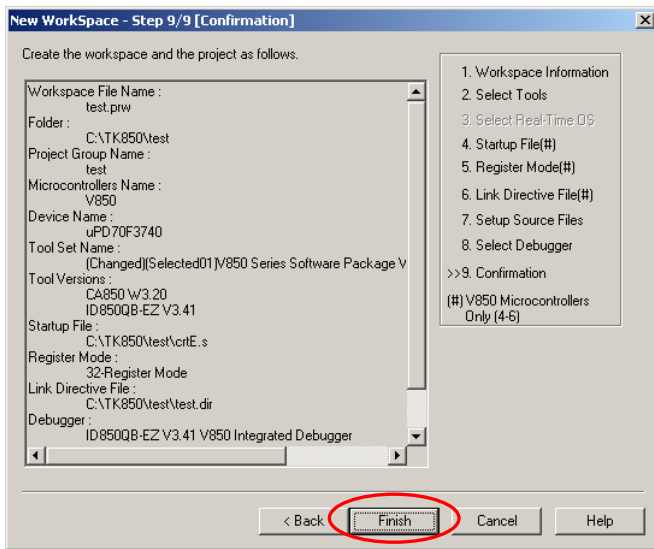 New WorkSpace - Step 9/9 [Confirmation]
Create the workspace and the project as follows.
Workspace File Name :
test.prw
Folder :
C:\TK850\test
Project Group Name :
test
Microcontrollers Name :
V850
Device Name :
uPD70F3740
Tool Set Name :
(Changed)(Selected01)V850 Series Software Package V
Tool Versions :
CA850 W3.20
ID850QB-EZ V3.41
Startup File :
C:\TK850\test\crtE.s
Register Mode :
32-Register Mode
Link Directive File :
C:\TK850\test\test.dir
Debugger :
ID850QB-EZ V3.41 V850 Integrated Debugger
1. Workspace Information
2. Select Tools
3. Select Real-Time OS
4. Startup File(#)
5. Register Mode(#)
6. Link Directive File(#)
7. Setup Source Files
8. Select Debugger
>>9. Confirmation
(#) V850 Microcontrollers
Only (4-6)
< Back
Finish
Cancel
Help